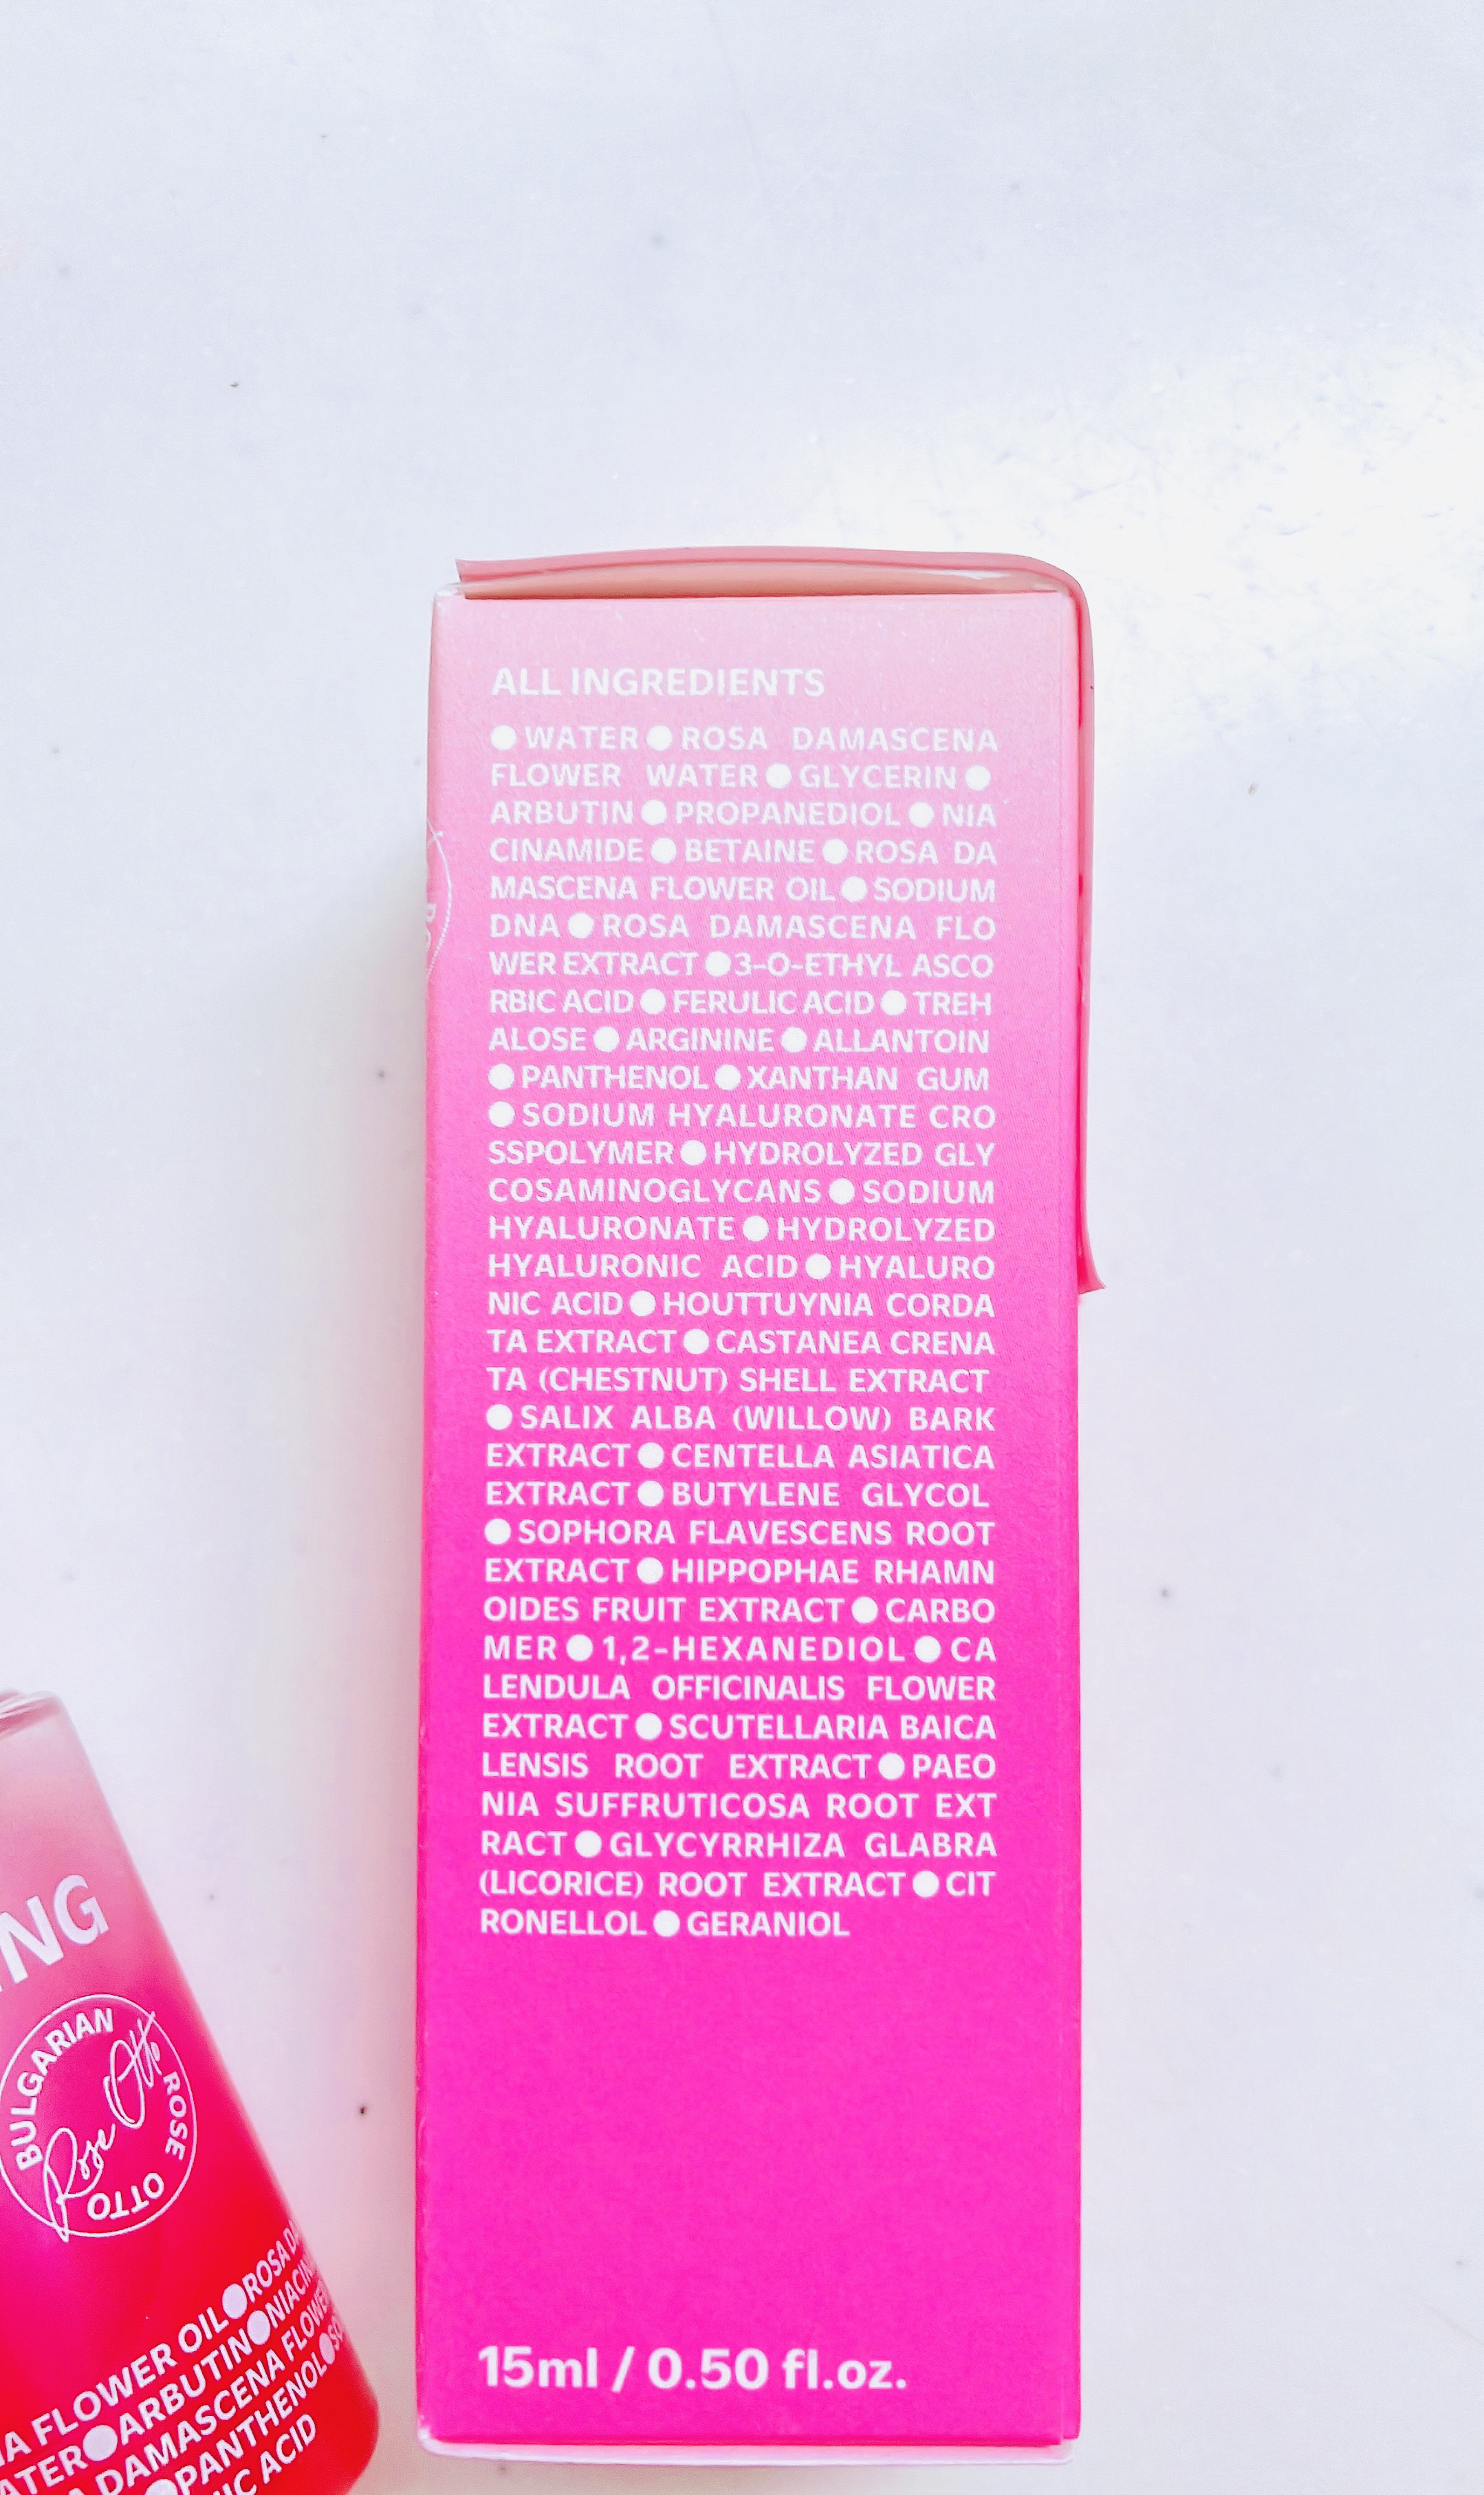 ALL INGREDIENTS
● WATER ● ROSA DAMASCENA
FLOWER WATER ● GLYCERIN ●
ARBUTIN ● PROPANEDIOL ● NIA
CINAMIDE ● BETAINE ● ROSA DA
MASCENA FLOWER OIL ● SODIUM
DNA ● ROSA DAMASCENA FLO
WER EXTRACT ● 3-O-ETHYL ASCO
RBIC ACID ● FERULIC ACID ● TREH
ALOSE ● ARGININE ● ALLANTOIN
● PANTHENOL ● XANTHAN GUM
● SODIUM HYALURONATE CRO
SSPOLYMER ● HYDROLYZED GLY
COSAMINOGLYCANS ● SODIUM
HYALURONATE ● HYDROLYZED
HYALURONIC ACID ● HYALURO
NIC ACID ● HOUTTUYNIA CORDA
TA EXTRACT ● CASTANEA CRENA
TA (CHESTNUT) SHELL EXTRACT
● SALIX ALBA (WILLOW) BARK
EXTRACT ● CENTELLA ASIATICA
EXTRACT ● BUTYLENE GLYCOL
● SOPHORA FLAVESCENS ROOT
EXTRACT ● HIPPOPHAE RHAMN
OIDES FRUIT EXTRACT ● CARBO
MER ● 1,2-HEXANEDIOL ● CA
LENDULA OFFICINALIS FLOWER
EXTRACT ● SCUTELLARIA BAICA
LENSIS ROOT EXTRACT ● PAEO
NIA SUFFRUTICOSA ROOT EXT
RACT ● GLYCYRRHIZA GLABRA
(LICORICE) ROOT EXTRACT ● CIT
RONELLOL ● GERANIOL
15ml / 0.50 fl.oz.
NG
BULGARIAN ROSE OTTO
Rose Otto
A FLOWER OIL ● ROSA DA
ATER ● ARBUTIN ● NIACIN
A DAMASCENA FLOWE
● PANTHENOL ● SO
IC ACID